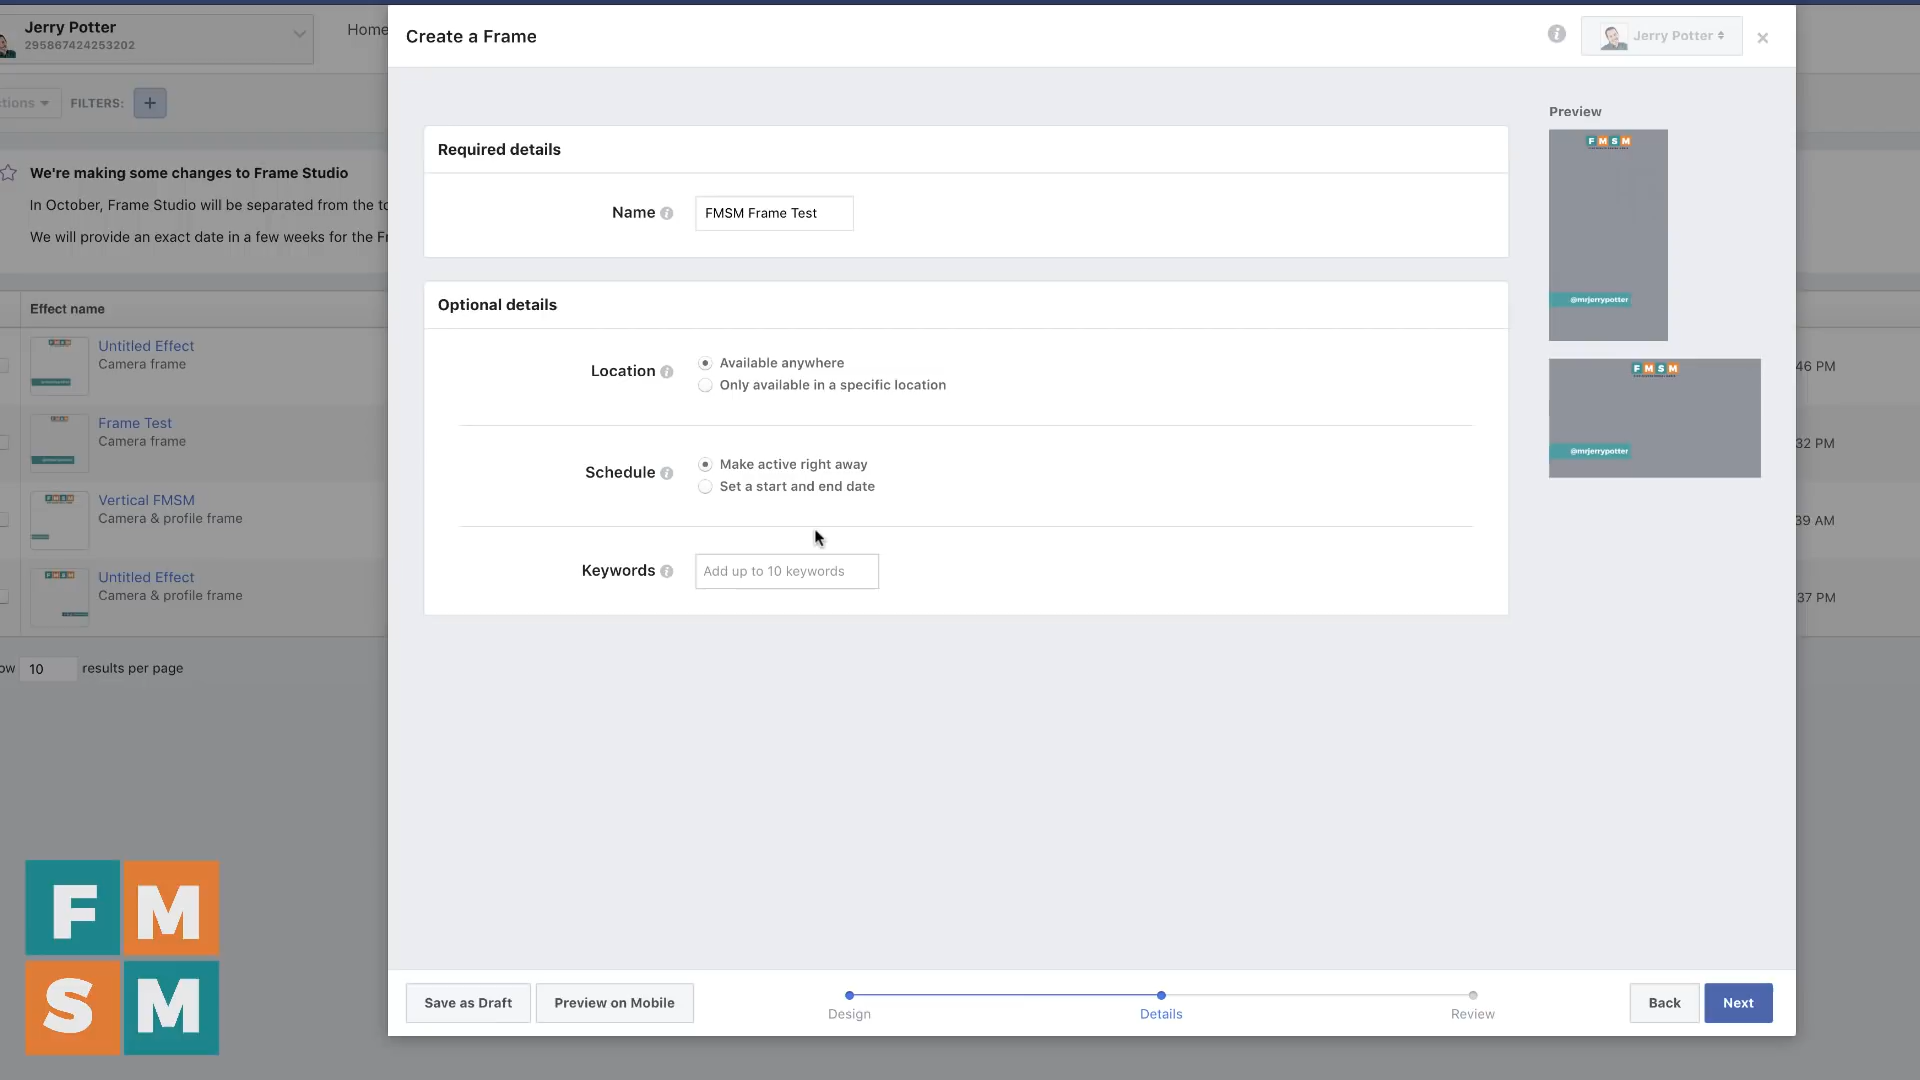 Jerry Potter
295867424253202
Home
Create a Frame
Jerry Potter
FILTERS:
We're making some changes to Frame Studio
In October, Frame Studio will be separated from the
We will provide an exact date in a few weeks for the
Effect name
Untitled Effect
Camera frame
46 PM
Frame Test
Camera frame
32 PM
Vertical FMSM
Camera & profile frame
39 AM
Untitled Effect
Camera & profile frame
37 PM
10
results per page
Required details
Name
FMSM Frame Test
Optional details
Location
Available anywhere
Only available in a specific location
Schedule
Make active right away
Set a start and end date
Keywords
Add up to 10 keywords
Preview
FMSM
@mrjerrypotter
FMSM
@mrjerrypotter
Save as Draft
Preview on Mobile
Design
Details
Review
Back
Next
F M
S M